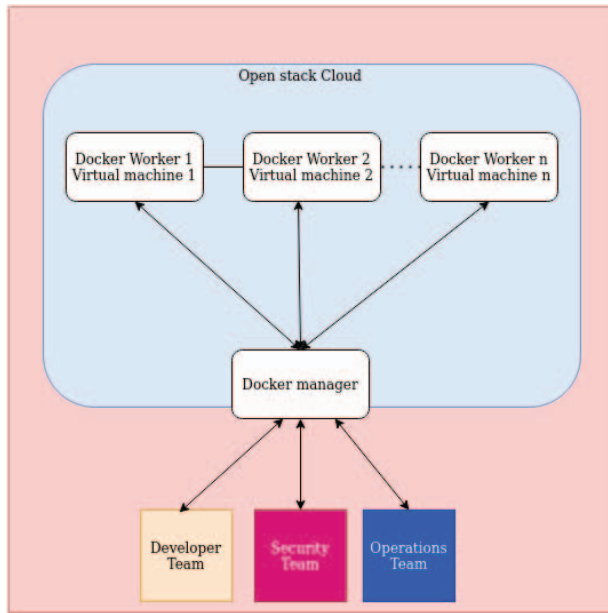 Open stack Cloud
Docker Worker 1
Virtual machine 1
Docker Worker 2
Virtual machine 2
Docker Worker n
Virtual machine n
Docker manager
Developer
Team
Security
Team
Operations
Team